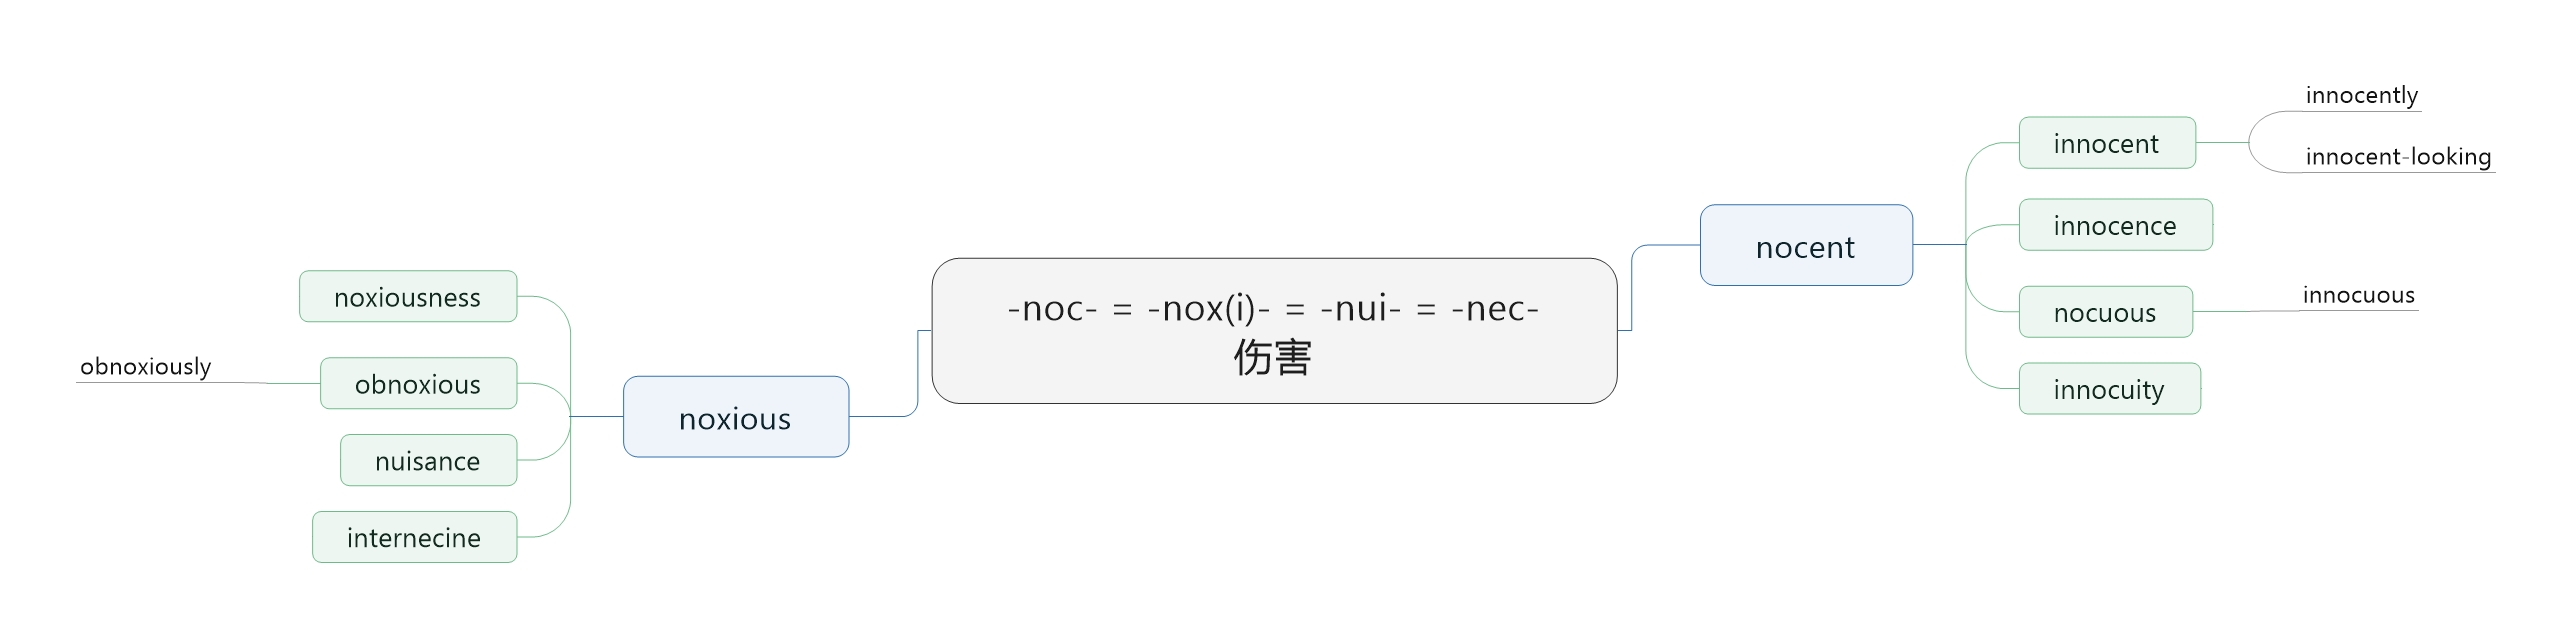 -noc- = -nox(i)- = -nui- = -nec-
伤害
nocent
innocent
innocently
innocent-looking
innocence
nocuous
innocuous
innocuity
noxious
noxiousness
obnoxious
obnoxiously
nuisance
internecine